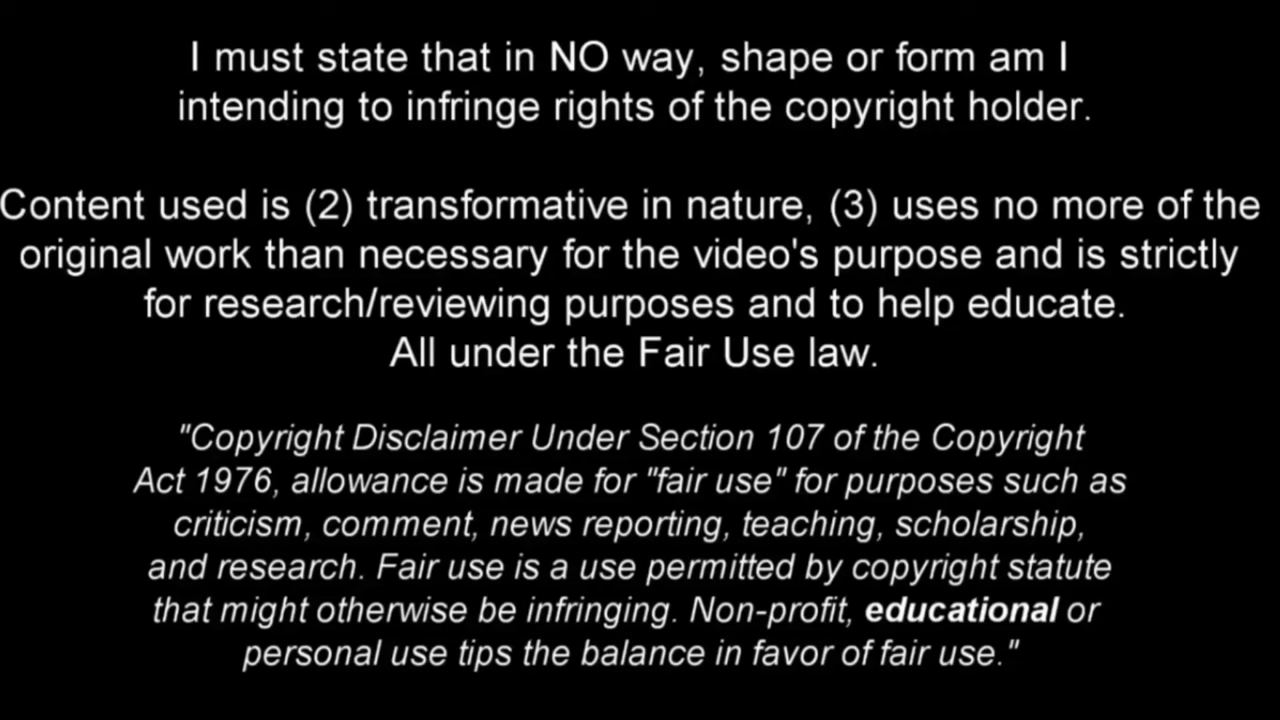 I must state that in NO way, shape or form am I
intending to infringe rights of the copyright holder.
Content used is (2) transformative in nature, (3) uses no more of the
original work than necessary for the video's purpose and is strictly
for research/reviewing purposes and to help educate.
All under the Fair Use law.
"Copyright Disclaimer Under Section 107 of the Copyright
Act 1976, allowance is made for "fair use" for purposes such as
criticism, comment, news reporting, teaching, scholarship,
and research. Fair use is a use permitted by copyright statute
that might otherwise be infringing. Non-profit, educational or
personal use tips the balance in favor of fair use."